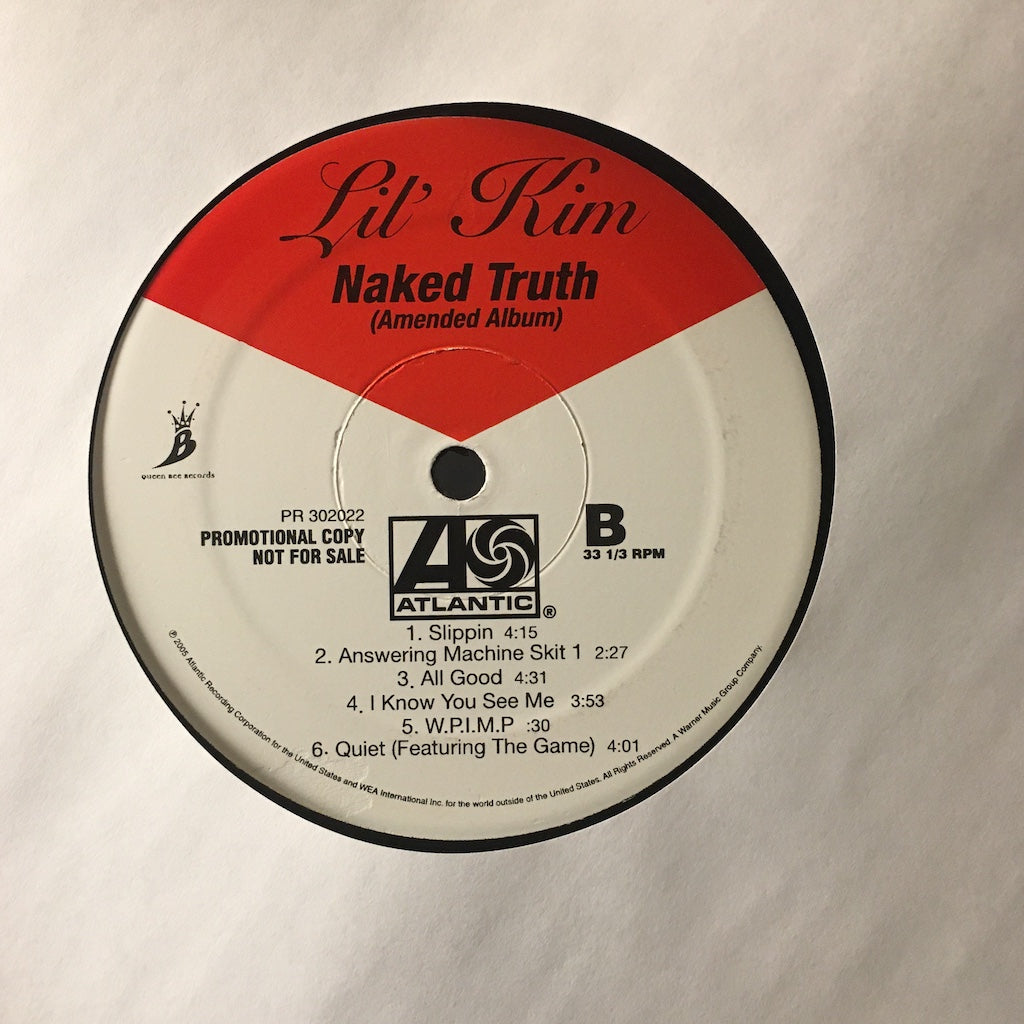 Lil' Kim
Naked Truth
(Amended Album)
B
queen bee records
PR 302022
PROMOTIONAL COPY
NOT FOR SALE
ATLANTIC®
B
33 1/3 RPM
1. Slippin 4:15
2. Answering Machine Skit 1 2:27
3. All Good 4:31
4. I Know You See Me 3:53
5. W.P.I.M.P :30
6. Quiet (Featuring The Game) 4:01
℗ 2005 Atlantic Recording Corporation for the United States and WEA International Inc. for the world outside of the United States. All Rights Reserved. A Warner Music Group Company.